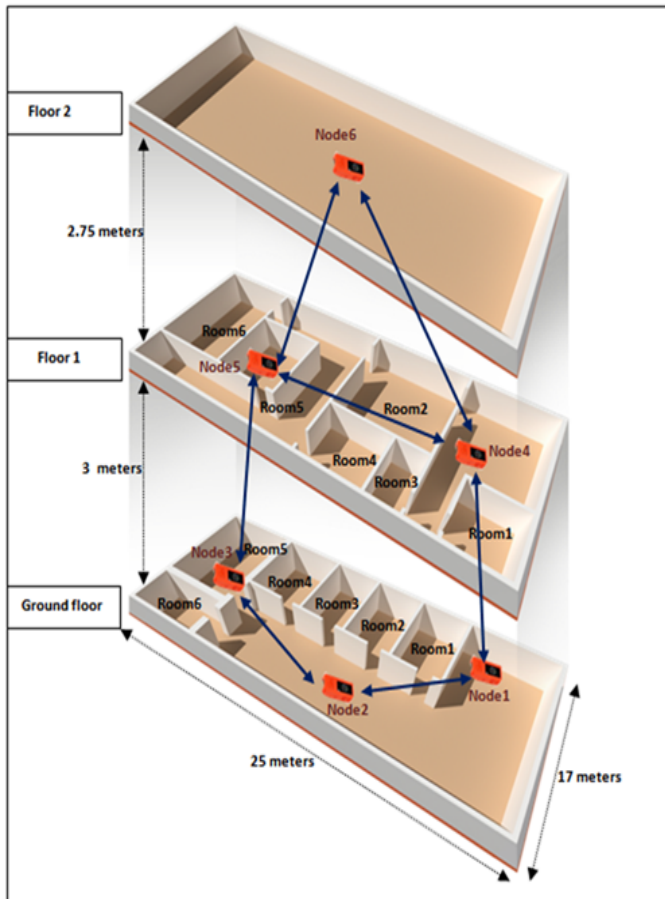 Floor 2
Node6
2.75 meters
Room6
Floor 1
Node5
Room5
Room2
Node4
Room4
Room3
3 meters
Room1
Node3
Room5
Room4
Room3
Room2
Room1
Room6
Ground floor
Node1
Node2
25 meters
17 meters